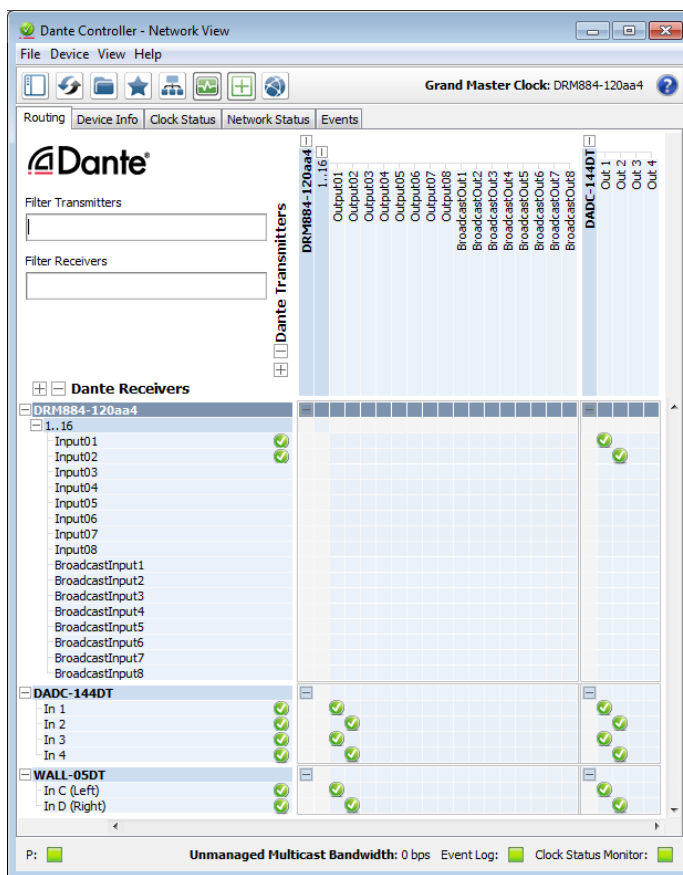 Dante Controller - Network View
File Device View Help
Grand Master Clock: DRM884-120aa4
Routing Device Info Clock Status Network Status Events
Dante
Filter Transmitters
Filter Receivers
Dante Transmitters
DRM884-120aa4
1..16
Output01
Output02
Output03
Output04
Output05
Output06
Output07
Output08
BroadcastOut1
BroadcastOut2
BroadcastOut3
BroadcastOut4
BroadcastOut5
BroadcastOut6
BroadcastOut7
BroadcastOut8
DADC-144DT
Out 1
Out 2
Out 3
Out 4
Dante Receivers
DRM884-120aa4
1..16
Input01
Input02
Input03
Input04
Input05
Input06
Input07
Input08
BroadcastInput1
BroadcastInput2
BroadcastInput3
BroadcastInput4
BroadcastInput5
BroadcastInput6
BroadcastInput7
BroadcastInput8
DADC-144DT
In 1
In 2
In 3
In 4
WALL-05DT
In C (Left)
In D (Right)
P: Unmanaged Multicast Bandwidth: 0 bps Event Log: Clock Status Monitor: